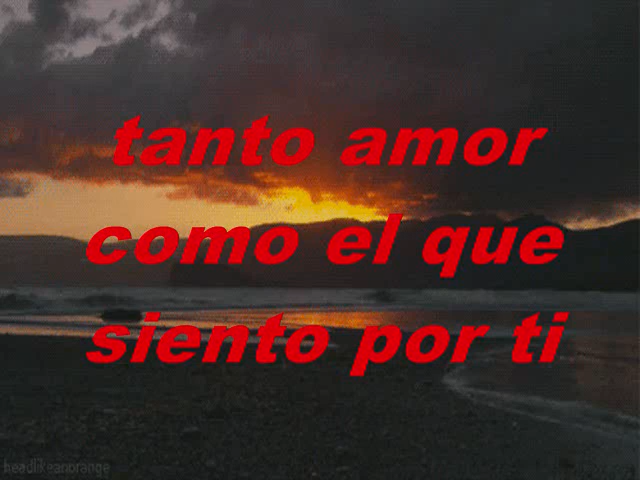 tanto amor
como el que
siento por ti
headlikeanorange